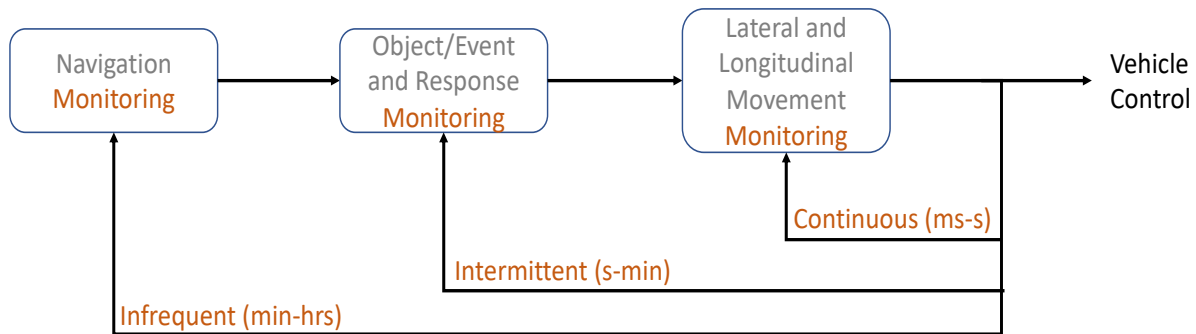 Navigation
Monitoring
Object/Event
and Response
Monitoring
Lateral and
Longitudinal
Movement
Monitoring
Vehicle
Control
Continuous (ms-s)
Intermittent (s-min)
Infrequent (min-hrs)